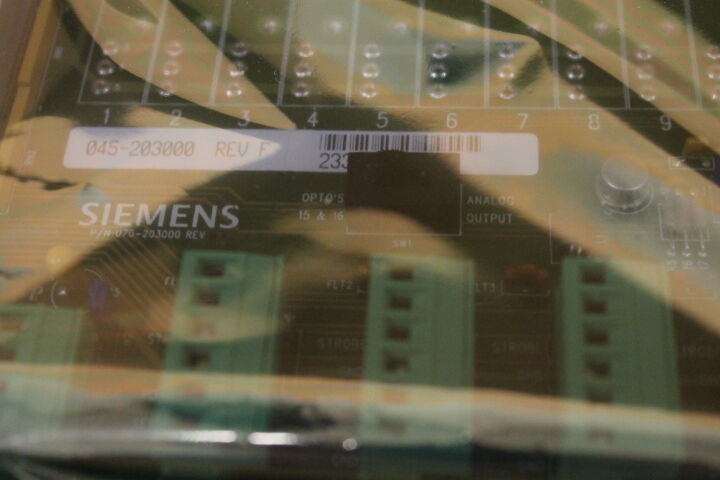 1 2 3 4 5 6 7 8 9
045-203000 REV F
233
SIEMENS
P/N 070-203000 REV
OPTO'S
15 & 16
ANALOG
OUTPUT
SW1
FLT2
LT3
STROBE
STROBE